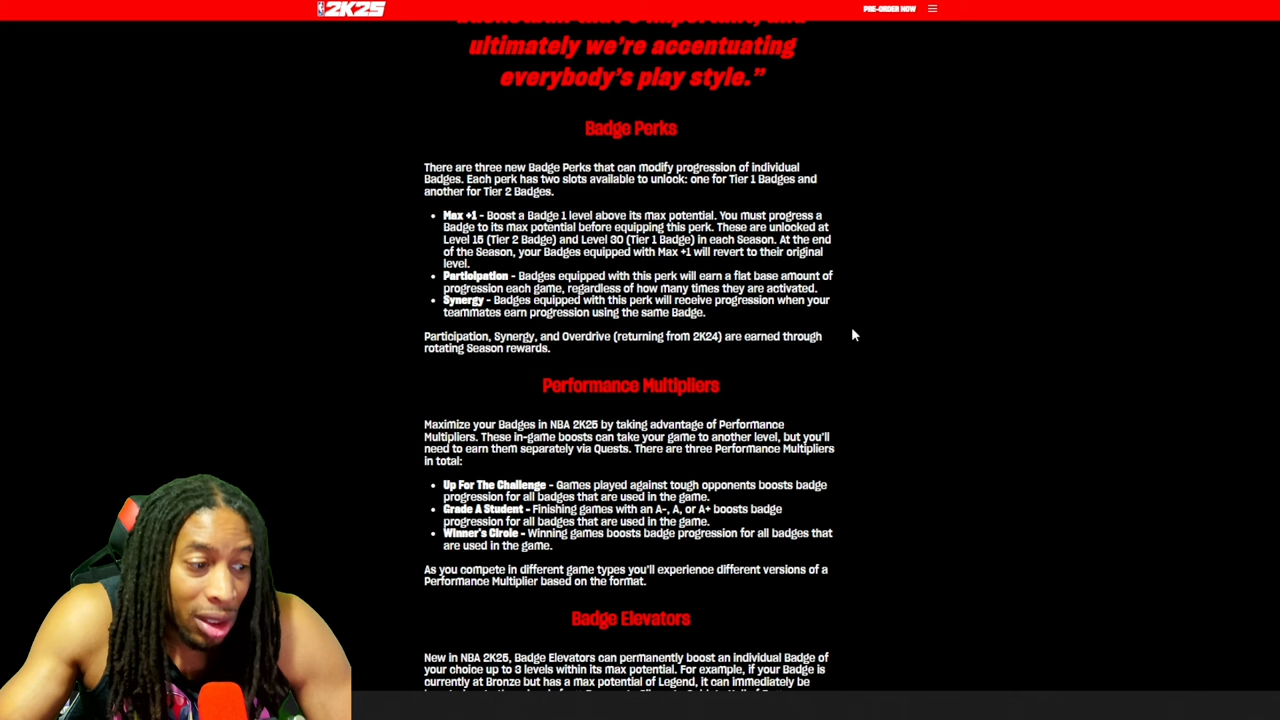 2K25
PRE-ORDER NOW
ultimately we're accentuating
everybody's play style.”
Badge Perks
There are three new Badge Perks that can modify progression of individual
Badges. Each perk has two slots available to unlock: one for Tier 1 Badges and
another for Tier 2 Badges.
• Max +1 - Boost a Badge 1 level above its max potential. You must progress a
Badge to its max potential before equipping this perk. These are unlocked at
Level 15 (Tier 2 Badge) and Level 30 (Tier 1 Badge) in each Season. At the end
of the Season, your Badges equipped with Max +1 will revert to their original
level.
• Participation - Badges equipped with this perk will earn a flat base amount of
progression each game, regardless of how many times they are activated.
• Synergy - Badges equipped with this perk will receive progression when your
teammates earn progression using the same Badge.
Participation, Synergy, and Overdrive (returning from 2K24) are earned through
rotating Season rewards.
Performance Multipliers
Maximize your Badges in NBA 2K25 by taking advantage of Performance
Multipliers. These in-game boosts can take your game to another level, but you'll
need to earn them separately via Quests. There are three Performance Multipliers
in total:
• Up For The Challenge - Games played against tough opponents boosts badge
progression for all badges that are used in the game.
• Grade A Student - Finishing games with an A-, A, or A+ boosts badge
progression for all badges that are used in the game.
• Winner's Circle - Winning games boosts badge progression for all badges that
are used in the game.
As you compete in different game types you'll experience different versions of a
Performance Multiplier based on the format.
Badge Elevators
New in NBA 2K25, Badge Elevators can permanently boost an individual Badge of
your choice up to 3 levels within its max potential. For example, if your Badge is
currently at Bronze but has a max potential of Legend, it can immediately be